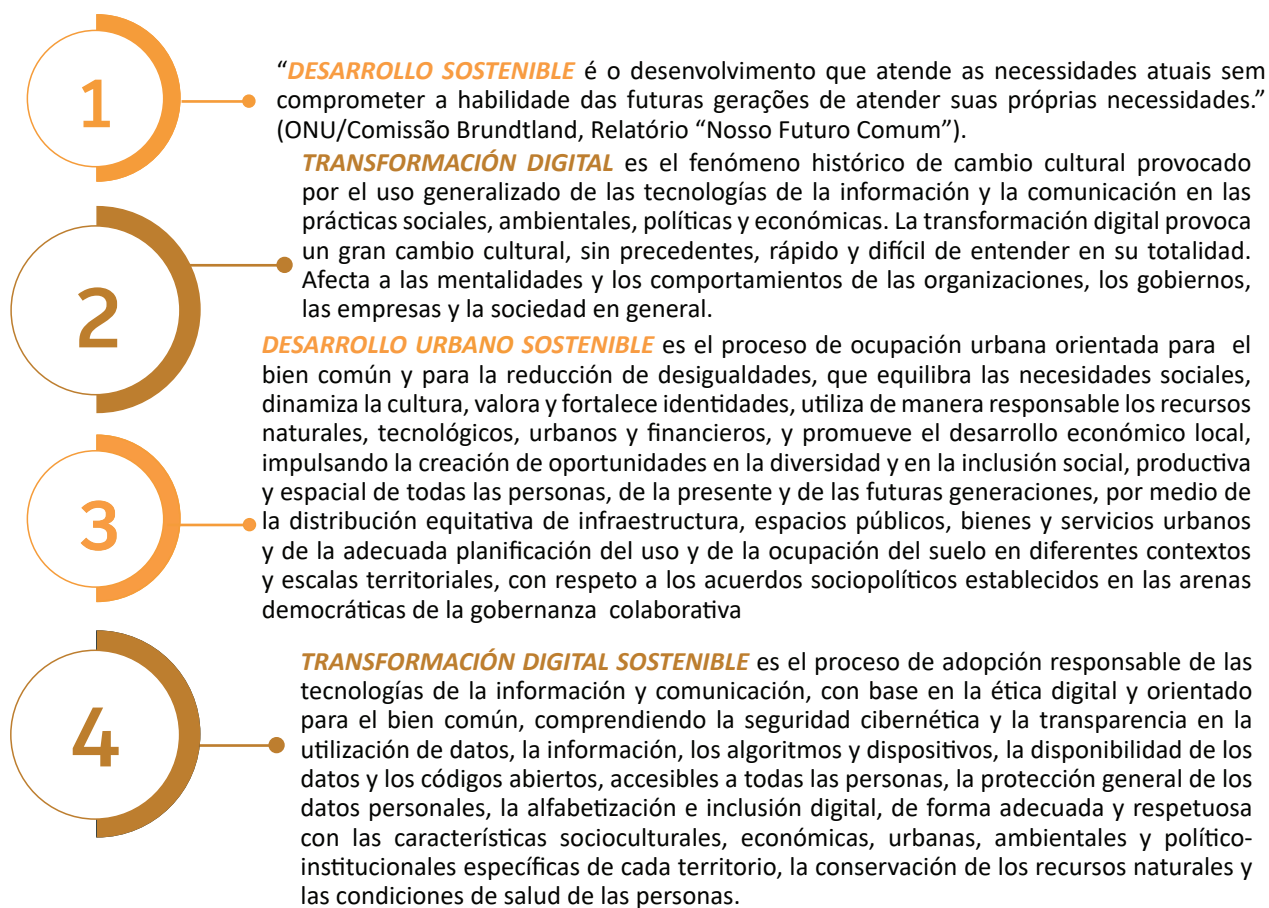 1
“DESARROLLO SOSTENIBLE é o desenvolvimento que atende as necessidades atuais sem
comprometer a habilidade das futuras gerações de atender suas próprias necessidades.”
(ONU/Comissão Brundtland, Relatório “Nosso Futuro Comum”).
2
TRANSFORMACIÓN DIGITAL es el fenómeno histórico de cambio cultural provocado
por el uso generalizado de las tecnologías de la información y la comunicación en las
prácticas sociales, ambientales, políticas y económicas. La transformación digital provoca
un gran cambio cultural, sin precedentes, rápido y difícil de entender en su totalidad.
Afecta a las mentalidades y los comportamientos de las organizaciones, los gobiernos,
las empresas y la sociedad en general.
3
DESARROLLO URBANO SOSTENIBLE es el proceso de ocupación urbana orientada para el
bien común y para la reducción de desigualdades, que equilibra las necesidades sociales,
dinamiza la cultura, valora y fortalece identidades, utiliza de manera responsable los recursos
naturales, tecnológicos, urbanos y financieros, y promueve el desarrollo económico local,
impulsando la creación de oportunidades en la diversidad y en la inclusión social, productiva
y espacial de todas las personas, de la presente y de las futuras generaciones, por medio de
la distribución equitativa de infraestructura, espacios públicos, bienes y servicios urbanos
y de la adecuada planificación del uso y de la ocupación del suelo en diferentes contextos
y escalas territoriales, con respeto a los acuerdos sociopolíticos establecidos en las arenas
democráticas de la gobernanza colaborativa
4
TRANSFORMACIÓN DIGITAL SOSTENIBLE es el proceso de adopción responsable de las
tecnologías de la información y comunicación, con base en la ética digital y orientado
para el bien común, comprendiendo la seguridad cibernética y la transparencia en la
utilización de datos, la información, los algoritmos y dispositivos, la disponibilidad de los
datos y los códigos abiertos, accesibles a todas las personas, la protección general de los
datos personales, la alfabetización e inclusión digital, de forma adecuada y respetuosa
con las características socioculturales, económicas, urbanas, ambientales y político-
institucionales específicas de cada territorio, la conservación de los recursos naturales y
las condiciones de salud de las personas.